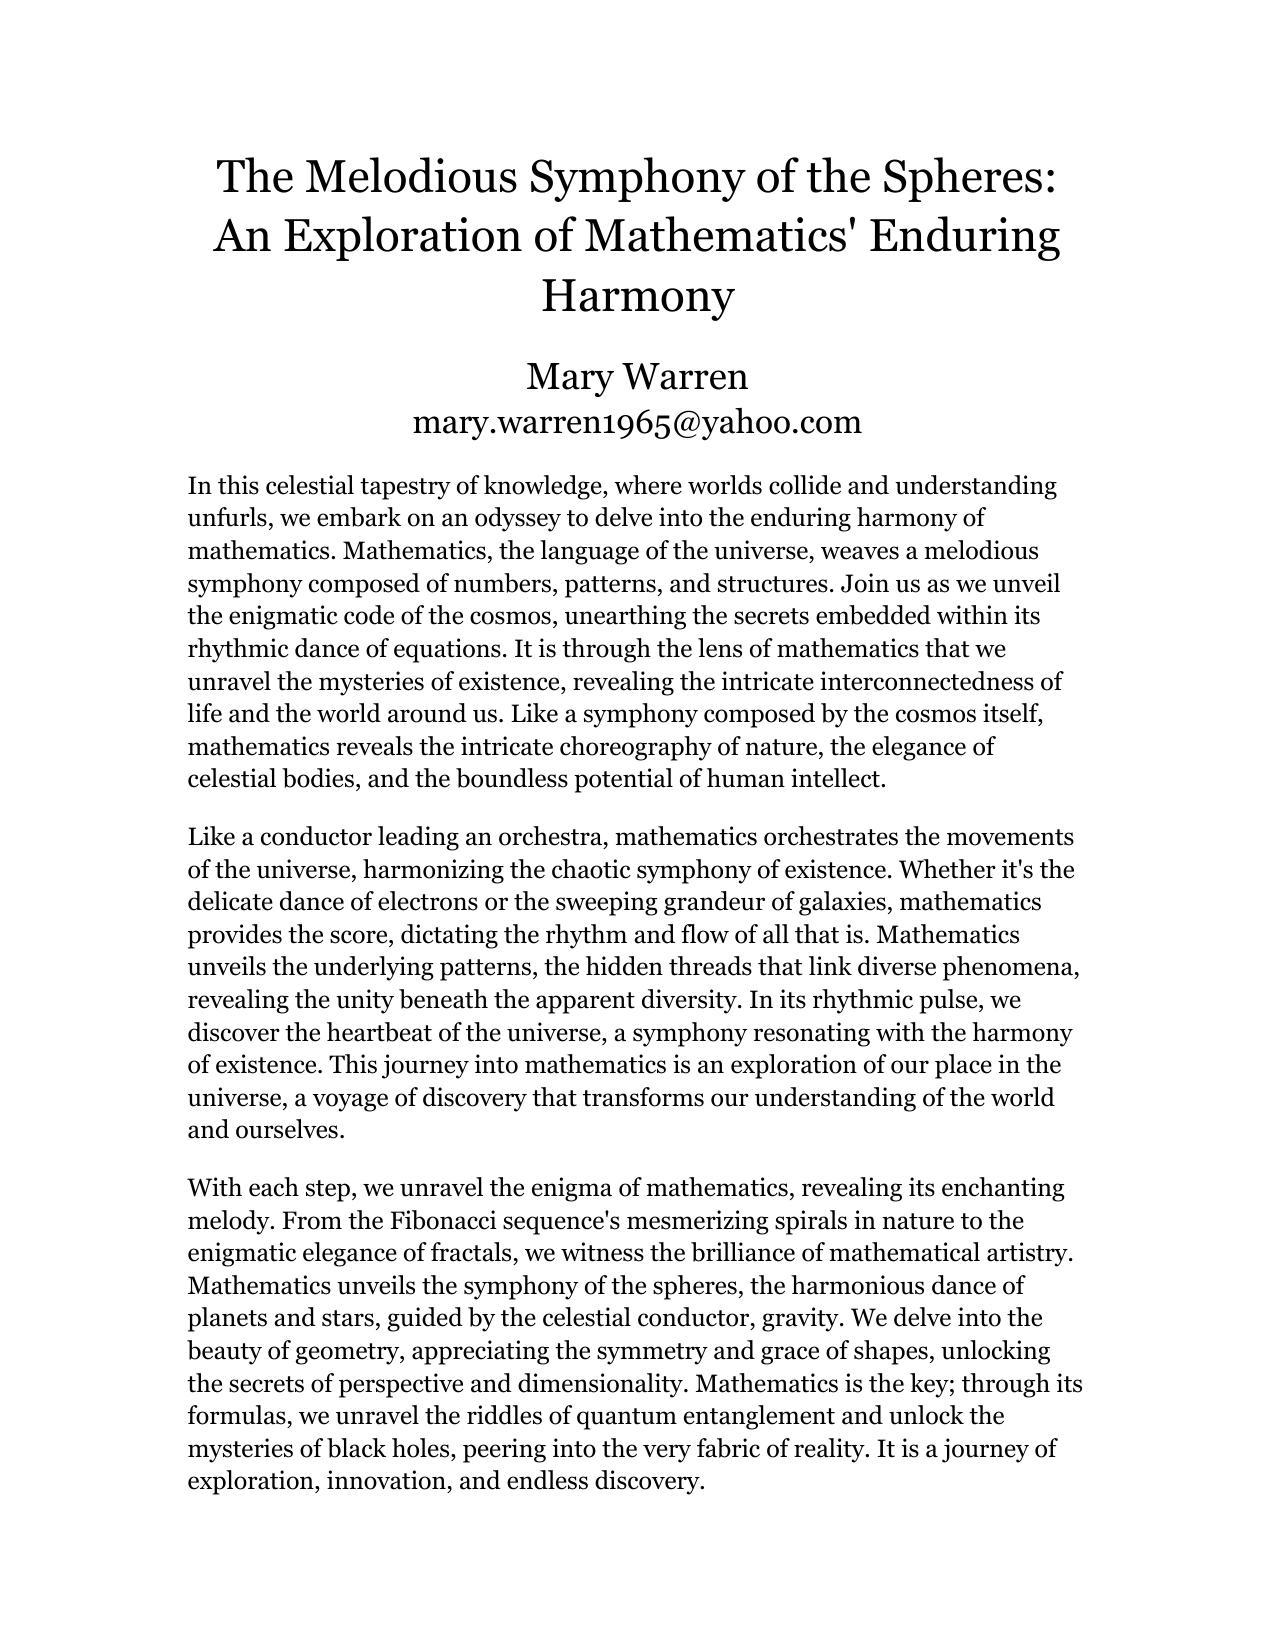 The Melodious Symphony of the Spheres:
An Exploration of Mathematics' Enduring
Harmony
Mary Warren
mary.warren1965@yahoo.com
In this celestial tapestry of knowledge, where worlds collide and understanding
unfurls, we embark on an odyssey to delve into the enduring harmony of
mathematics. Mathematics, the language of the universe, weaves a melodious
symphony composed of numbers, patterns, and structures. Join us as we unveil
the enigmatic code of the cosmos, unearthing the secrets embedded within its
rhythmic dance of equations. It is through the lens of mathematics that we
unravel the mysteries of existence, revealing the intricate interconnectedness of
life and the world around us. Like a symphony composed by the cosmos itself,
mathematics reveals the intricate choreography of nature, the elegance of
celestial bodies, and the boundless potential of human intellect.
Like a conductor leading an orchestra, mathematics orchestrates the movements
of the universe, harmonizing the chaotic symphony of existence. Whether it's the
delicate dance of electrons or the sweeping grandeur of galaxies, mathematics
provides the score, dictating the rhythm and flow of all that is. Mathematics
unveils the underlying patterns, the hidden threads that link diverse phenomena,
revealing the unity beneath the apparent diversity. In its rhythmic pulse, we
discover the heartbeat of the universe, a symphony resonating with the harmony
of existence. This journey into mathematics is an exploration of our place in the
universe, a voyage of discovery that transforms our understanding of the world
and ourselves.
With each step, we unravel the enigma of mathematics, revealing its enchanting
melody. From the Fibonacci sequence's mesmerizing spirals in nature to the
enigmatic elegance of fractals, we witness the brilliance of mathematical artistry.
Mathematics unveils the symphony of the spheres, the harmonious dance of
planets and stars, guided by the celestial conductor, gravity. We delve into the
beauty of geometry, appreciating the symmetry and grace of shapes, unlocking
the secrets of perspective and dimensionality. Mathematics is the key; through its
formulas, we unravel the riddles of quantum entanglement and unlock the
mysteries of black holes, peering into the very fabric of reality. It is a journey of
exploration, innovation, and endless discovery.